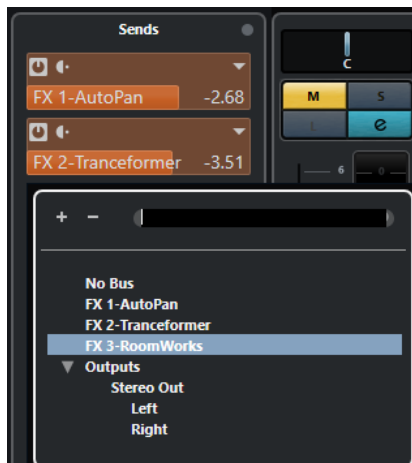 Sends
FX 1-AutoPan -2.68
FX 2-Tranceformer -3.51
C
M S
L e
6 0
+ −
No Bus
FX 1-AutoPan
FX 2-Tranceformer
FX 3-RoomWorks
Outputs
Stereo Out
Left
Right